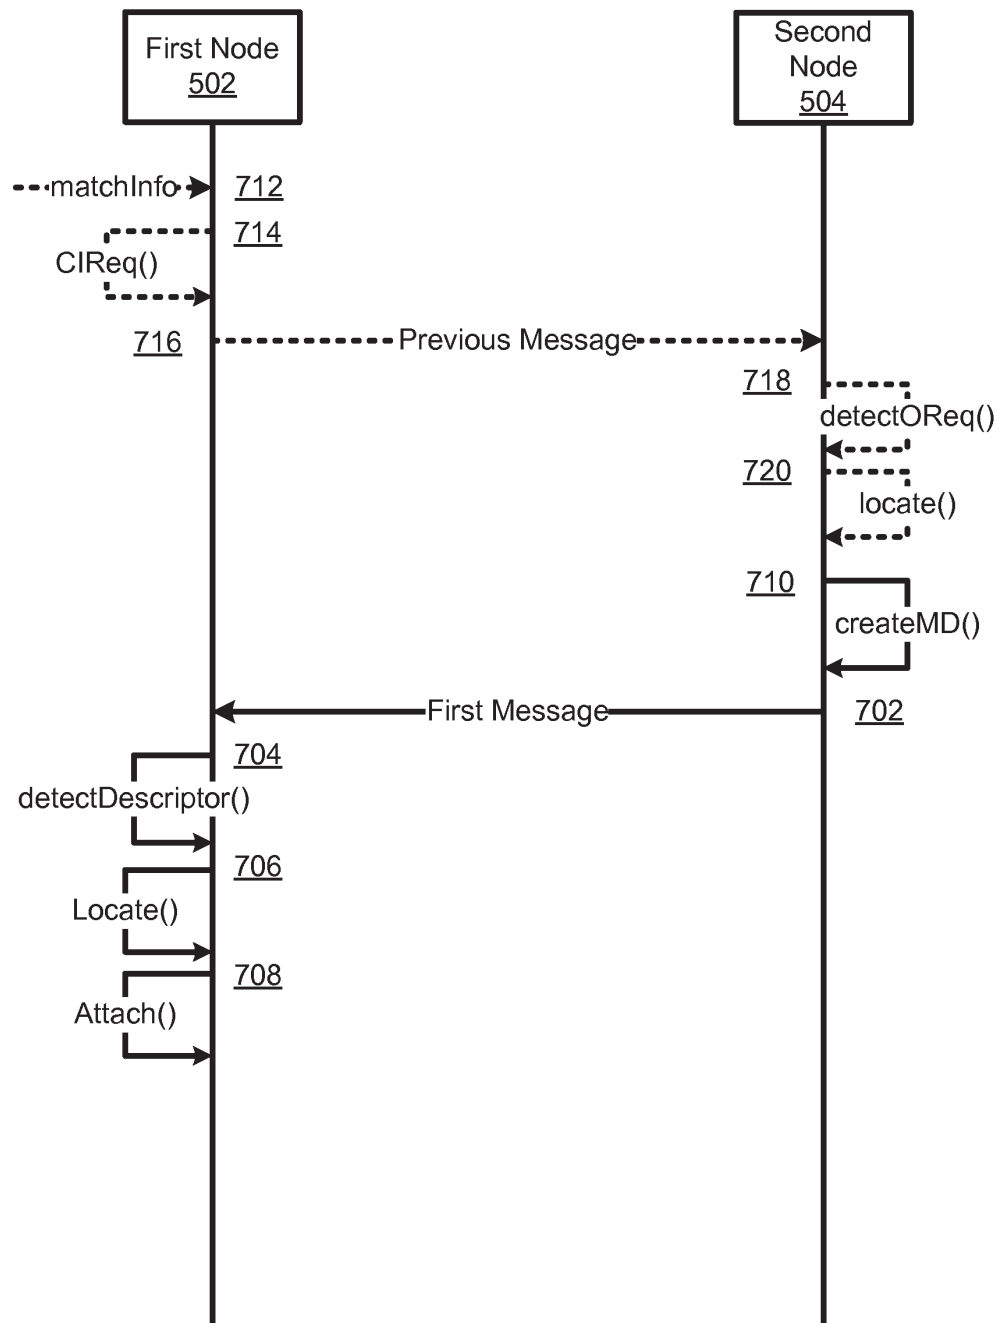 First Node
502
Second
Node
504
matchInfo
712
714
CIReq()
716
Previous Message
718
detectOReq()
720
locate()
710
createMD()
First Message
702
704
detectDescriptor()
706
Locate()
708
Attach()